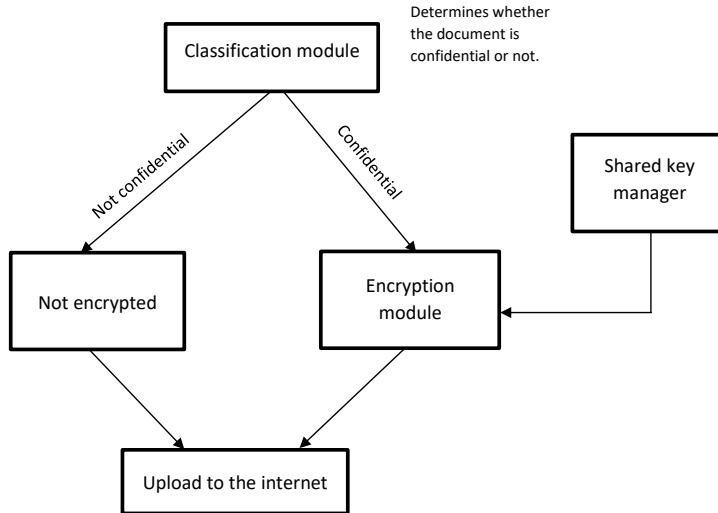 Determines whether
the document is
confidential or not.
Classification module
Not confidential
Confidential
Shared key
manager
Not encrypted
Encryption
module
Upload to the internet